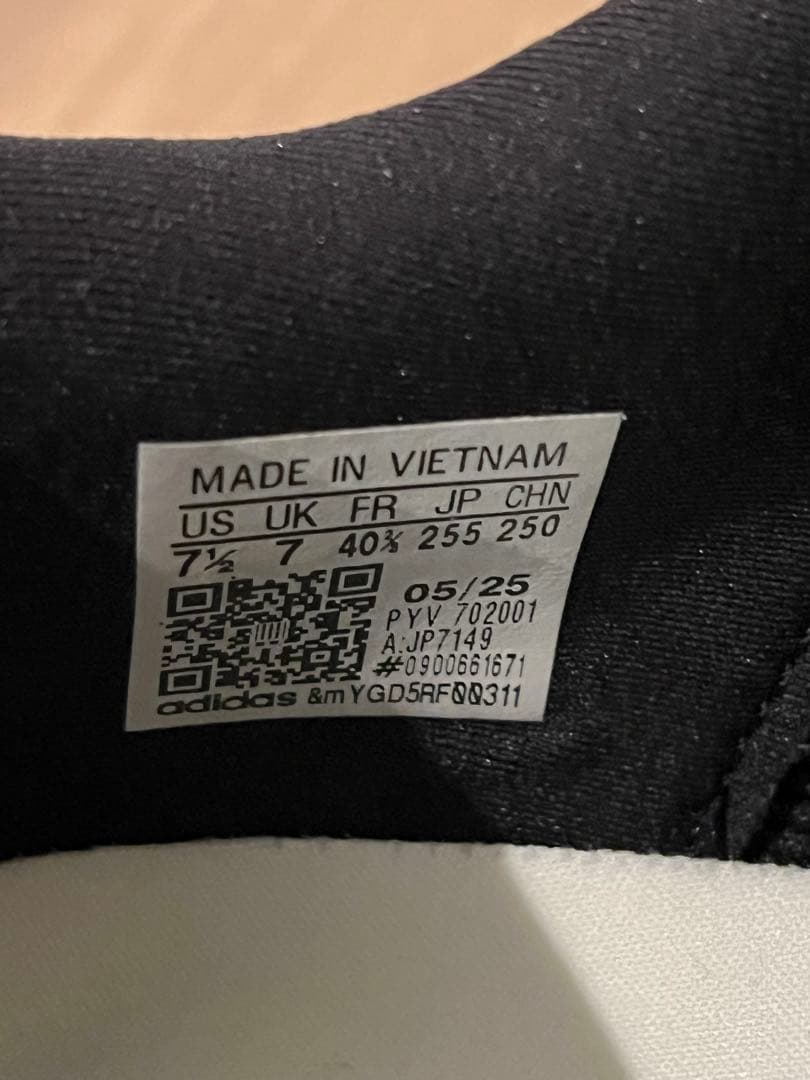 MADE IN VIETNAM
US UK FR JP CHN
7½ 7 40⅔ 255 250
05/25
PYV 702001
A:JP7149
#0900661671
adidas &mYGD5RF00311